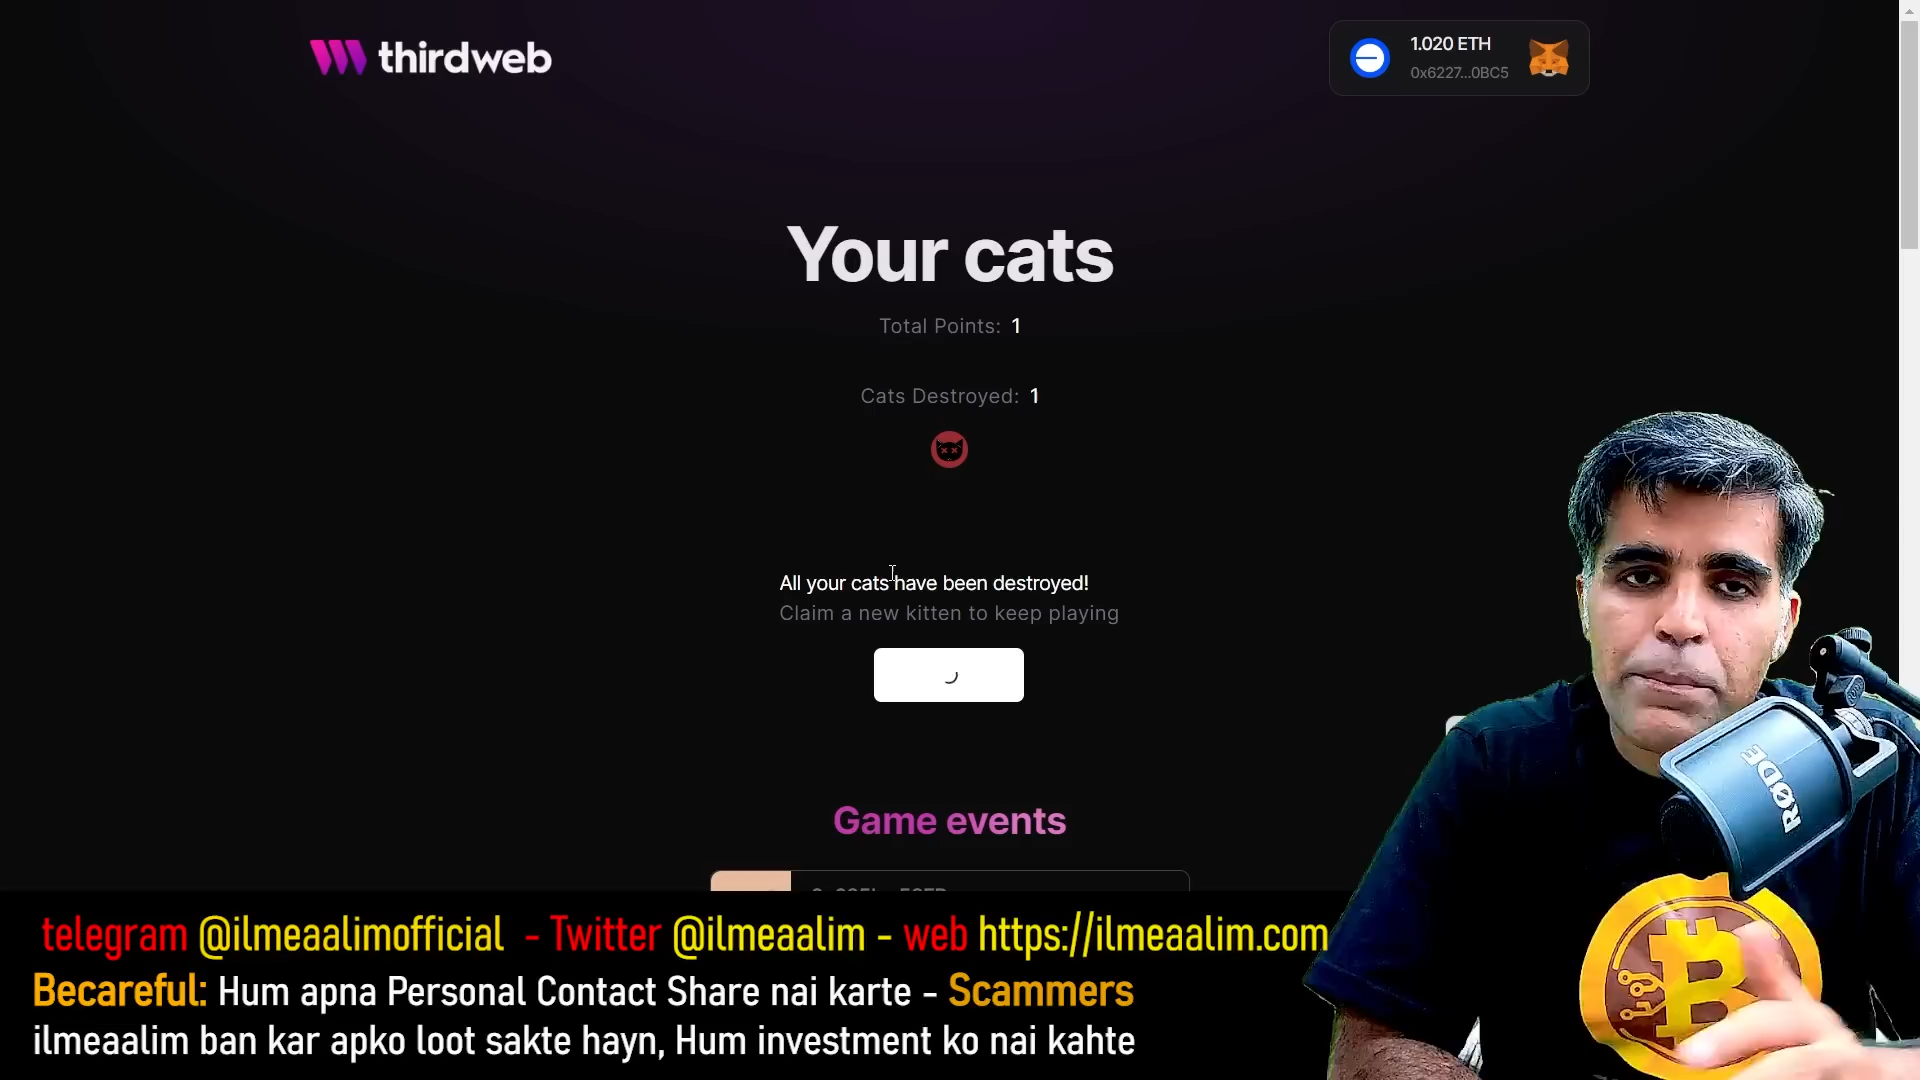 thirdweb
1.020 ETH
0x6227...0BC5
Your cats
Total Points: 1
Cats Destroyed: 1
All your cats have been destroyed!
Claim a new kitten to keep playing
Game events
RØDE
telegram @ilmeaalimofficial - Twitter @ilmeaalim - web https://ilmeaalim.com
Becareful: Hum apna Personal Contact Share nai karte - Scammers
ilmeaalim ban kar apko loot sakte hayn, Hum investment ko nai kahte